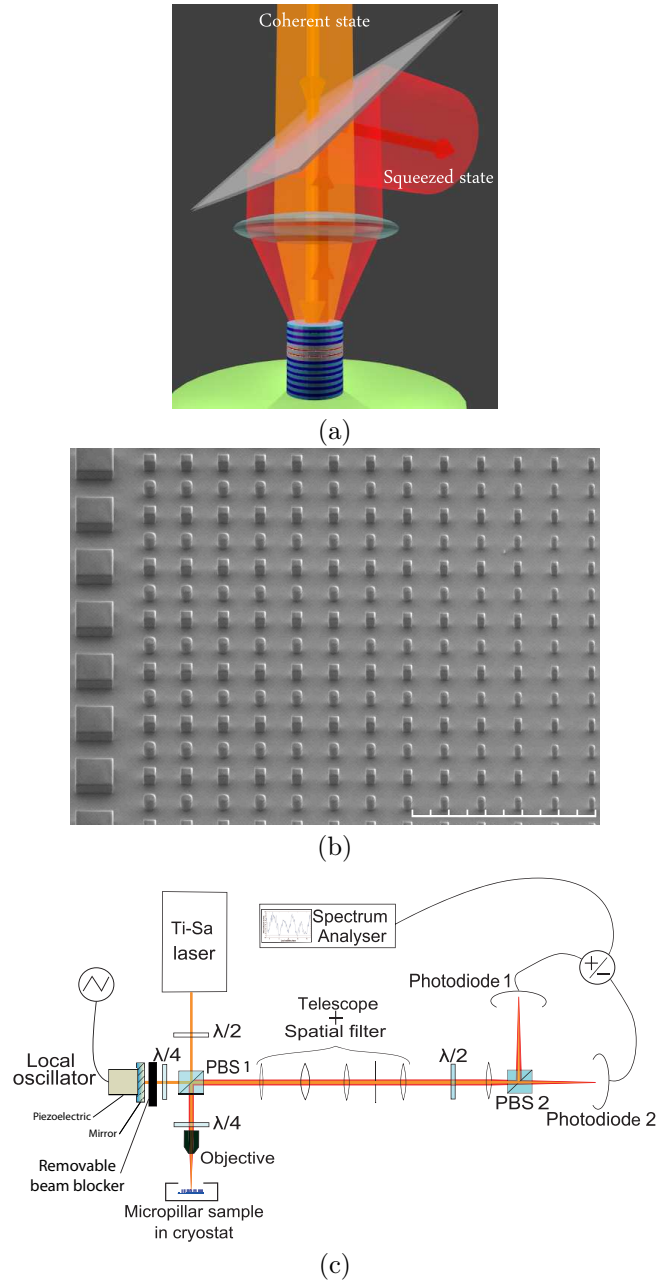 Coherent state
Squeezed state
(a)
(b)
Ti-Sa
laser
Spectrum
Analyser
+
−
Photodiode 1
Telescope
+
Spatial filter
λ/2
λ/4
PBS 1
λ/2
Local
oscillator
PBS 2
Photodiode 2
Piezoelectric
Mirror
λ/4
Removable
beam blocker
Objective
Micropillar sample
in cryostat
(c)